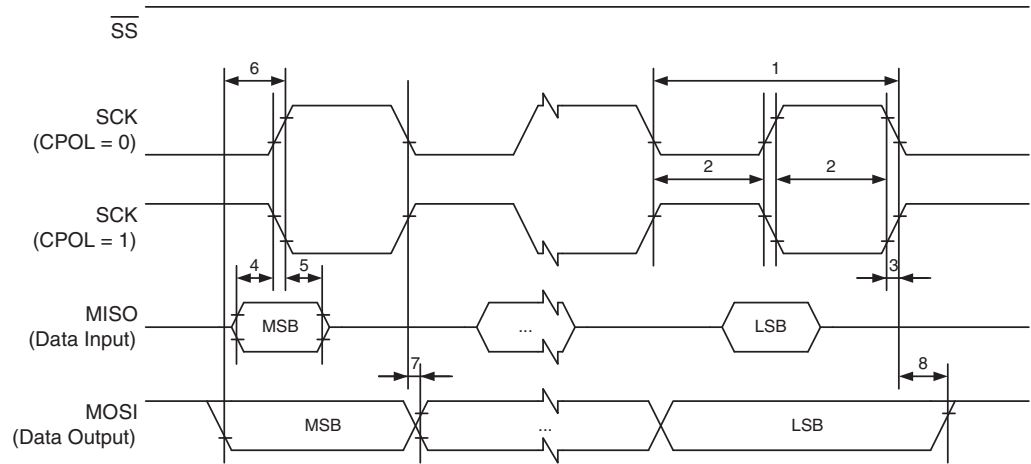 SS
6
1
SCK
(CPOL = 0)
2
2
SCK
(CPOL = 1)
4
5
3
MISO
(Data Input)
MSB
...
LSB
7
8
MOSI
(Data Output)
MSB
...
LSB